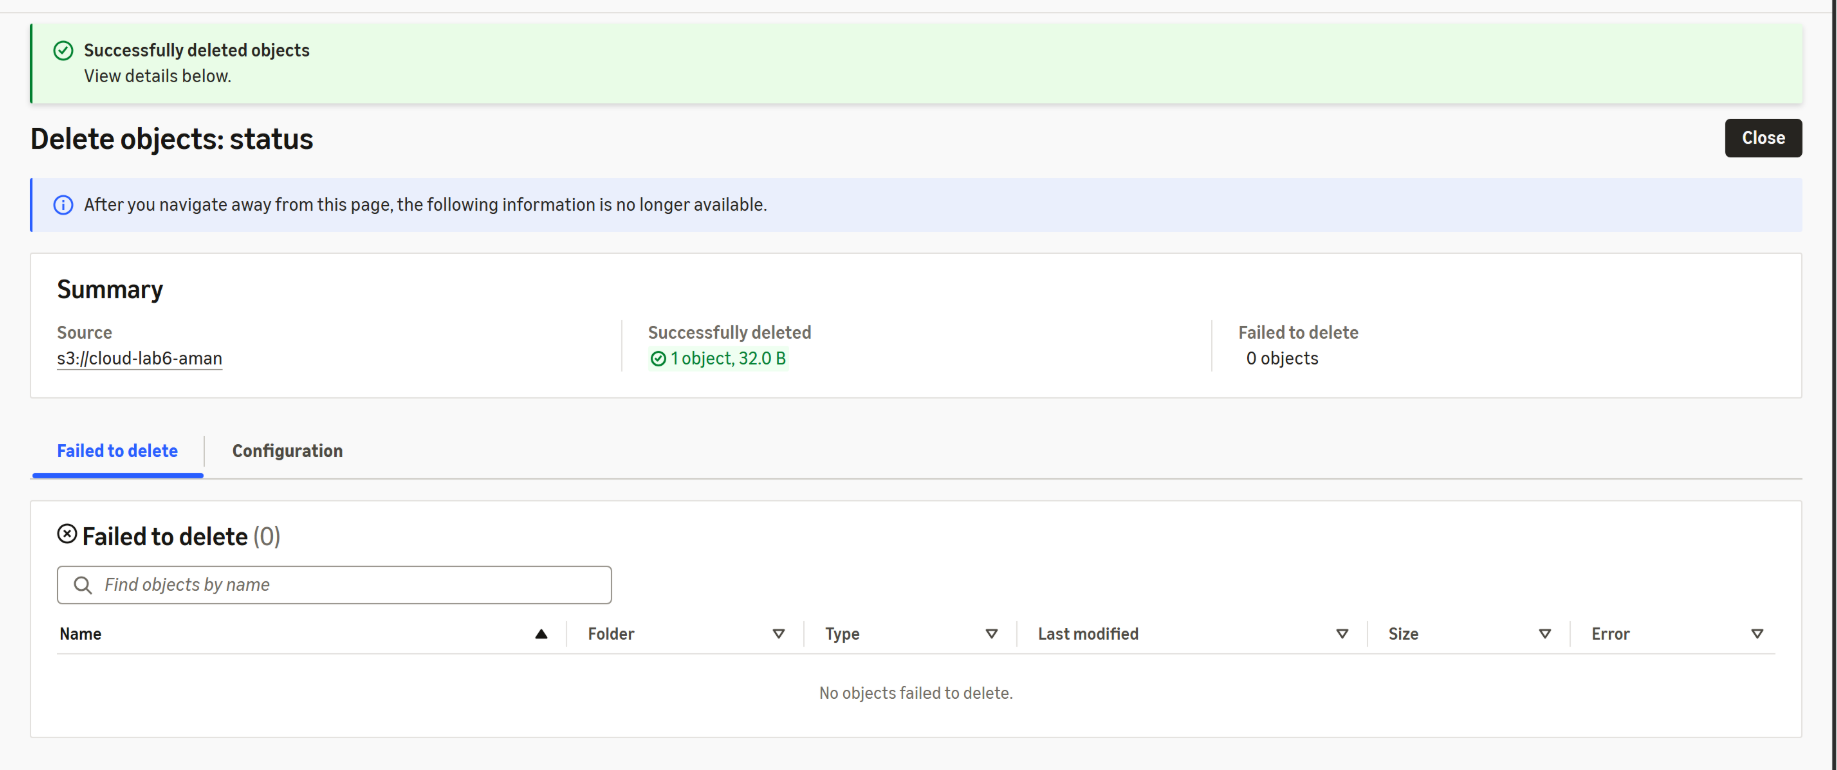 Successfully deleted objects
View details below.
Delete objects: status
Close
After you navigate away from this page, the following information is no longer available.
Summary
Source
s3://cloud-lab6-aman
Successfully deleted
1 object, 32.0 B
Failed to delete
0 objects
Failed to delete
Configuration
Failed to delete (0)
Find objects by name
Name Folder Type Last modified Size Error
No objects failed to delete.